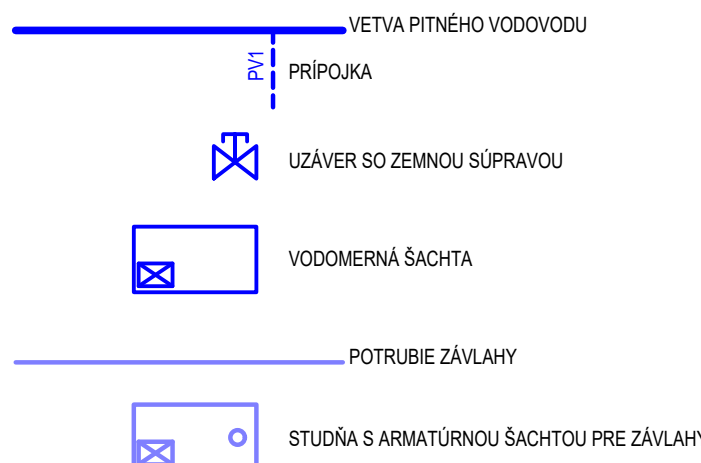 VETVA PITNÉHO VODOVODU
PV1
PRÍPOJKA
UZÁVER SO ZEMNOU SÚPRAVOU
VODOMERNÁ ŠACHTA
POTRUBIE ZÁVLAHY
STUDŇA S ARMATÚRNOU ŠACHTOU PRE ZÁVLAHY